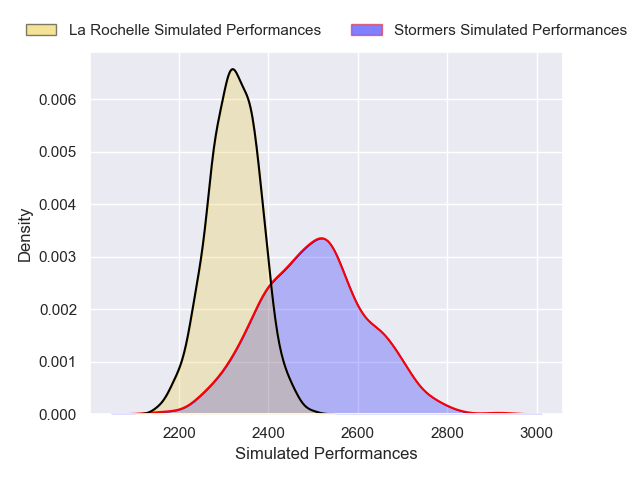 La Rochelle Simulated Performances Stormers Simulated Performances
0.006
0.005
0.004
0.003
0.002
0.001
0.000
Density
2200 2400 2600 2800 3000
Simulated Performances